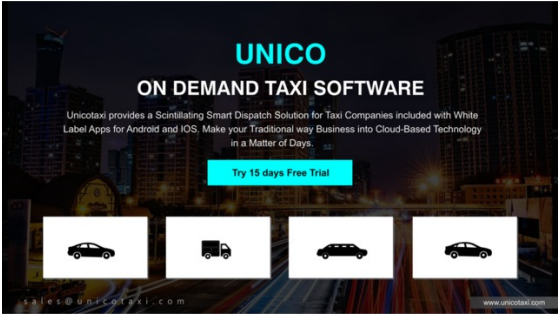 UNICO
ON DEMAND TAXI SOFTWARE
Unicotaxi provides a Scintillating Smart Dispatch Solution for Taxi Companies included with White
Label Apps for Android and IOS. Make your Traditional way Business into Cloud-Based Technology
in a Matter of Days.
Try 15 days Free Trial
sales@unicotaxi.com
www.unicotaxi.com